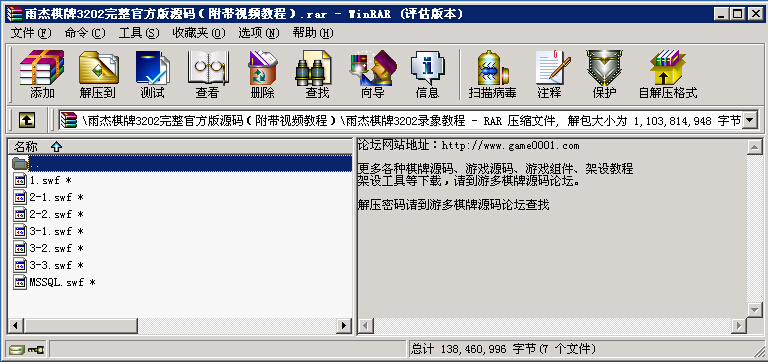 雨杰棋牌3202完整官方版源码(附带视频教程).rar - WinRAR (评估版本)
文件(F) 命令(C) 工具(S) 收藏夹(O) 选项(N) 帮助(H)
添加 解压到 测试 查看 删除 查找 向导 信息 扫描病毒 注释 保护 自解压格式
\雨杰棋牌3202完整官方版源码(附带视频教程)\雨杰棋牌3202录象教程 - RAR 压缩文件, 解包大小为 1,103,814,948 字节
名称
..
1.swf *
2-1.swf *
2-2.swf *
3-1.swf *
3-2.swf *
3-3.swf *
MSSQL.swf *
论坛网站地址：http://www.game0001.com
更多各种棋牌源码、游戏源码、游戏组件、架设教程
架设工具等下载，请到游多棋牌源码论坛。
解压密码请到游多棋牌源码论坛查找
总计 138,460,996 字节(7 个文件)